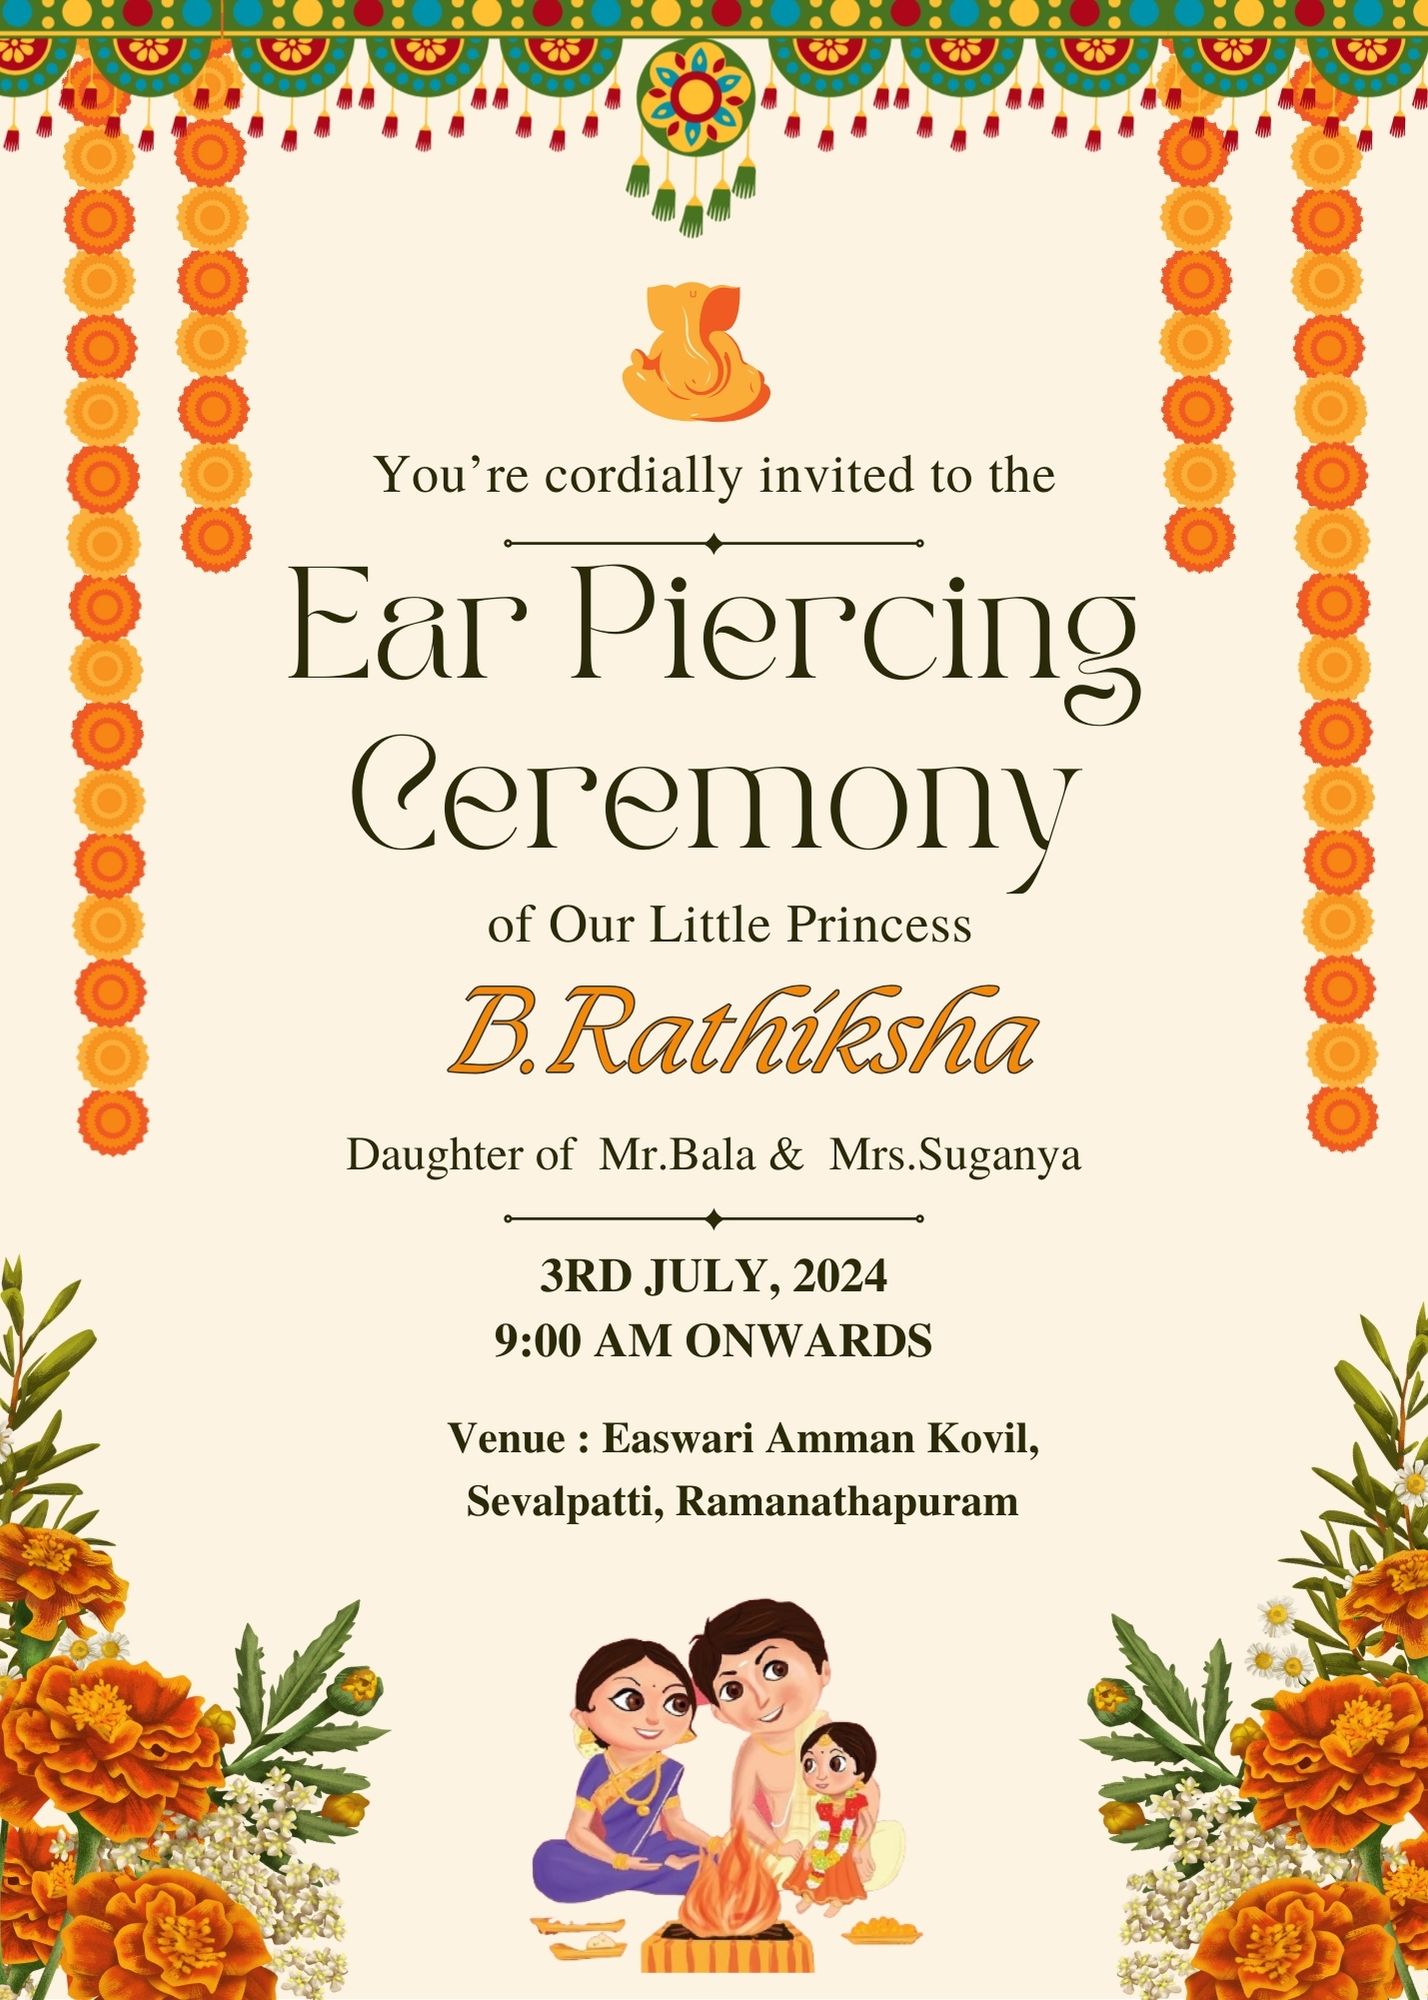 You’re cordially invited to the
Ear Piercing
Ceremony
of Our Little Princess
B.Rathiksha
Daughter of  Mr.Bala &  Mrs.Suganya
3RD JULY, 2024
9:00 AM ONWARDS
Venue : Easwari Amman Kovil,
Sevalpatti, Ramanathapuram